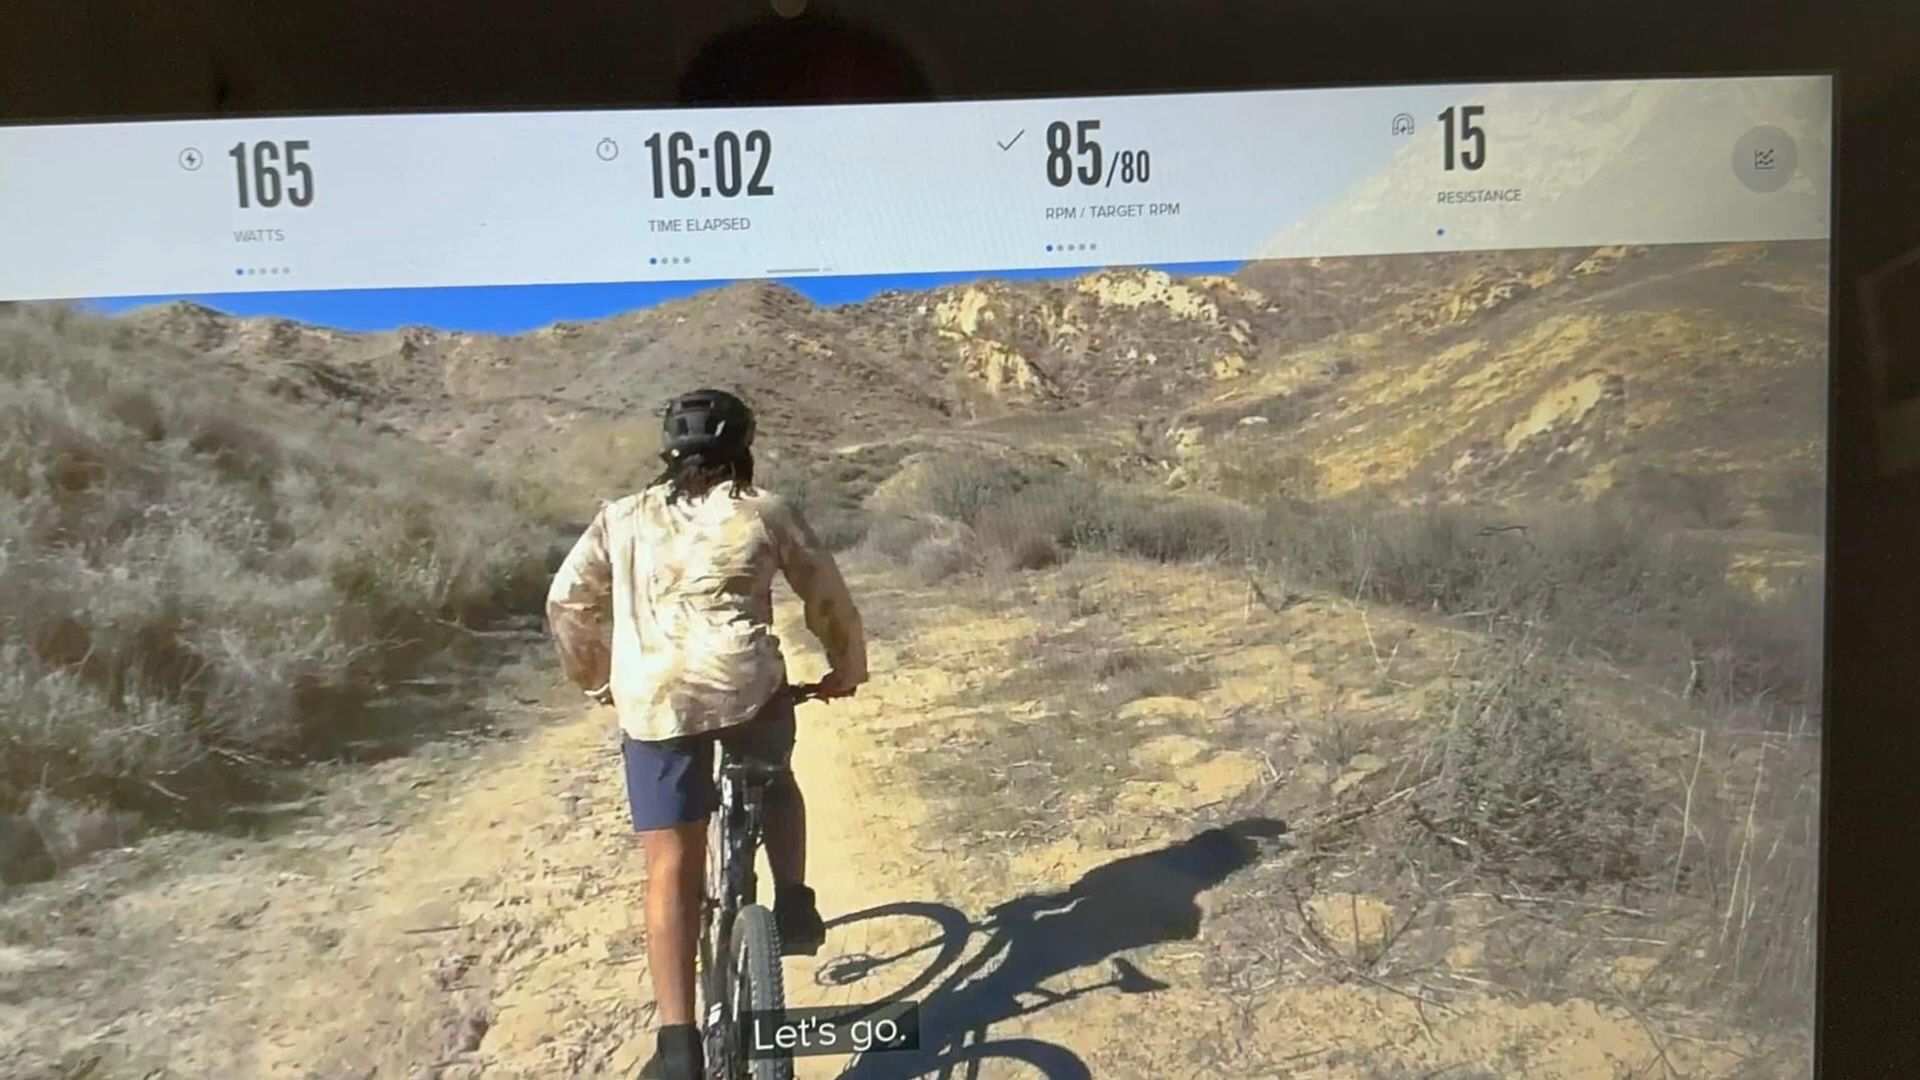 165
WATTS
16:02
TIME ELAPSED
85/80
RPM / TARGET RPM
15
RESISTANCE
Let's go.